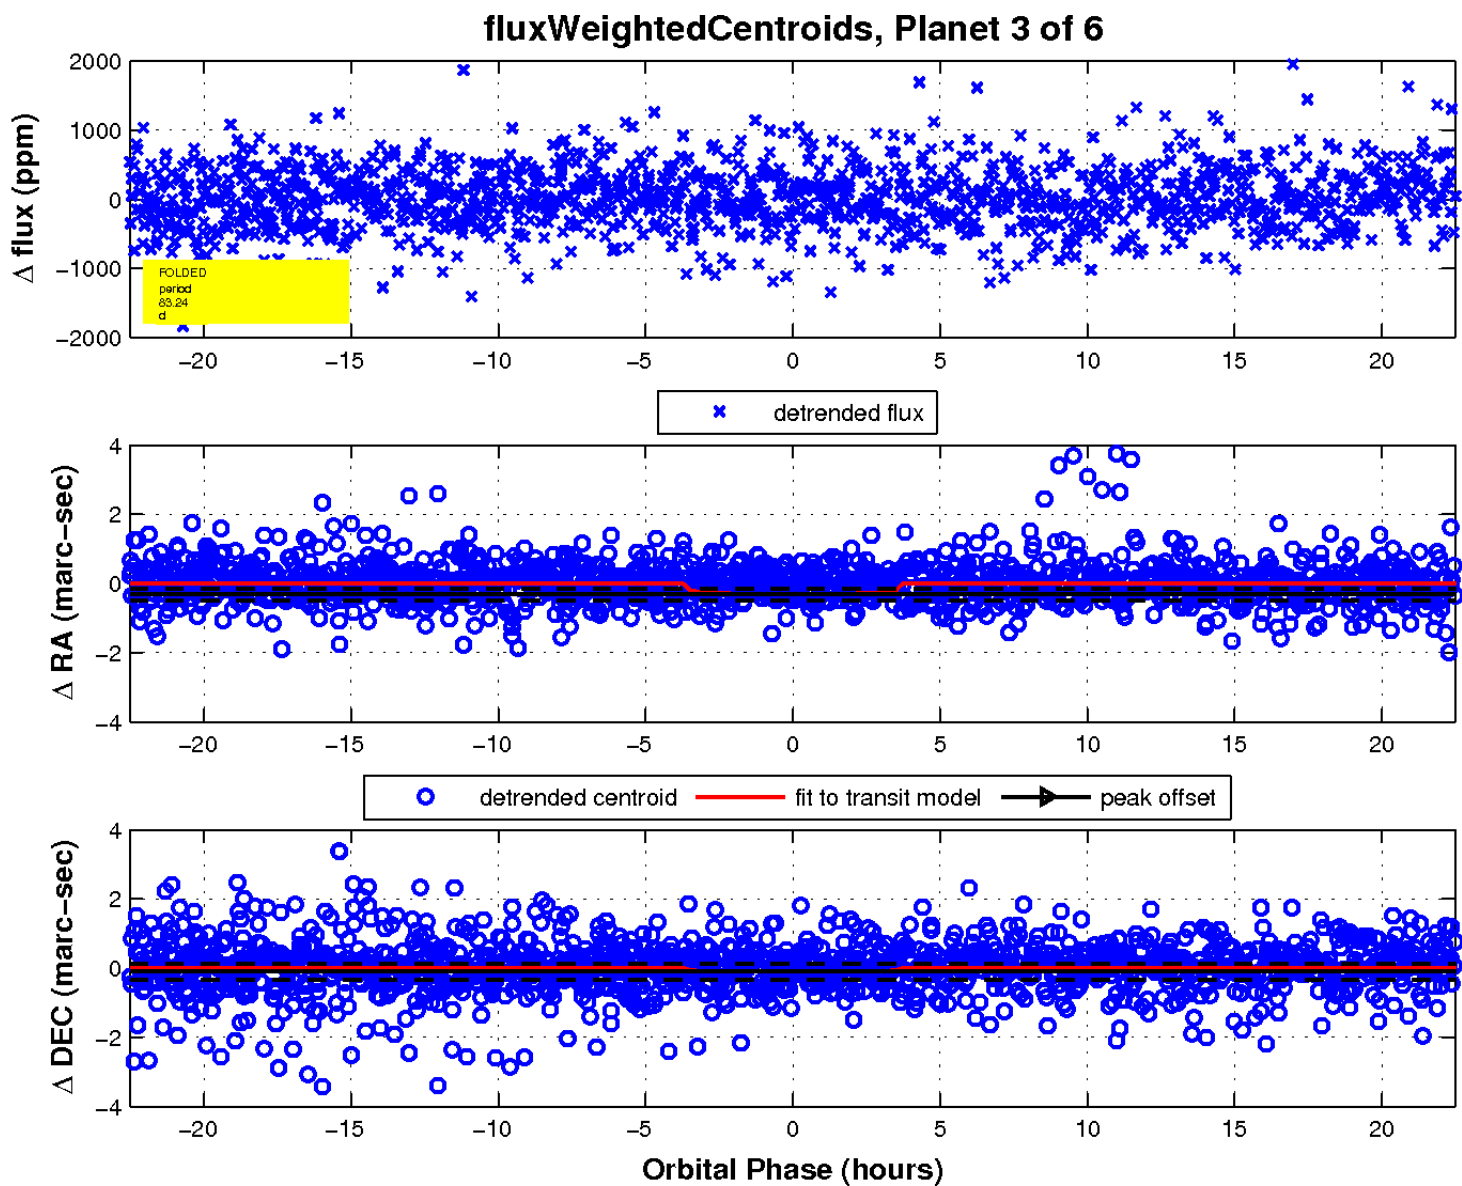 fluxWeightedCentroids, Planet 3 of 6
Δ flux (ppm)
2000
1000
0
−1000
−2000
FOLDED
period
83.24
d
−20 −15 −10 −5 0 5 10 15 20
detrended flux
Δ RA (marc−sec)
4
2
0
−2
−4
−20 −15 −10 −5 0 5 10 15 20
detrended centroid fit to transit model peak offset
Δ DEC (marc−sec)
4
2
0
−2
−4
−20 −15 −10 −5 0 5 10 15 20
Orbital Phase (hours)